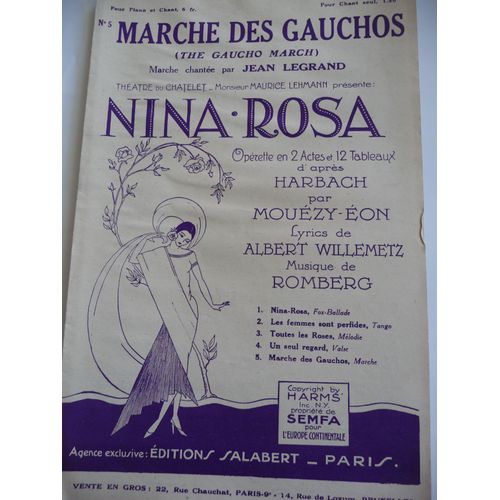 Pour Piano et Chant, 6 fr.
Pour Chant seul, 1.50
N° 5 MARCHE DES GAUCHOS
(THE GAUCHO MARCH)
Marche chantée par JEAN LEGRAND
THÉATRE DU CHATELET _ Monsieur MAURICE LEHMANN présente:
NINA·ROSA
Opérette en 2 Actes et 12 Tableaux
d'après
HARBACH
par
MOUÉZY-ÉON
Lyrics de
ALBERT WILLEMETZ
Musique de
ROMBERG
1. Nina-Rosa, Fox-Ballade
2. Les femmes sont perfides, Tango
3. Toutes les Roses, Mélodie
4. Un seul regard, Valse
5. Marche des Gauchos, Marche
Copyright by
HARMS'
Inc. N.Y.
propriété de
SEMFA
pour
L'EUROPE CONTINENTALE
Agence exclusive: ÉDITIONS SALABERT _ PARIS.
VENTE EN GROS: 22, Rue Chauchat, PARIS-9e - 14, Rue de Loxum, BRUXELLES